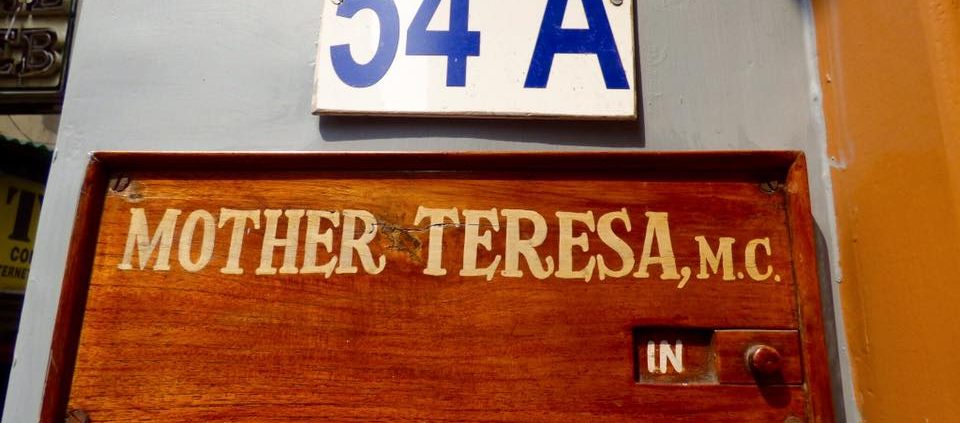 54 A
MOTHER TERESA, M.C.
IN